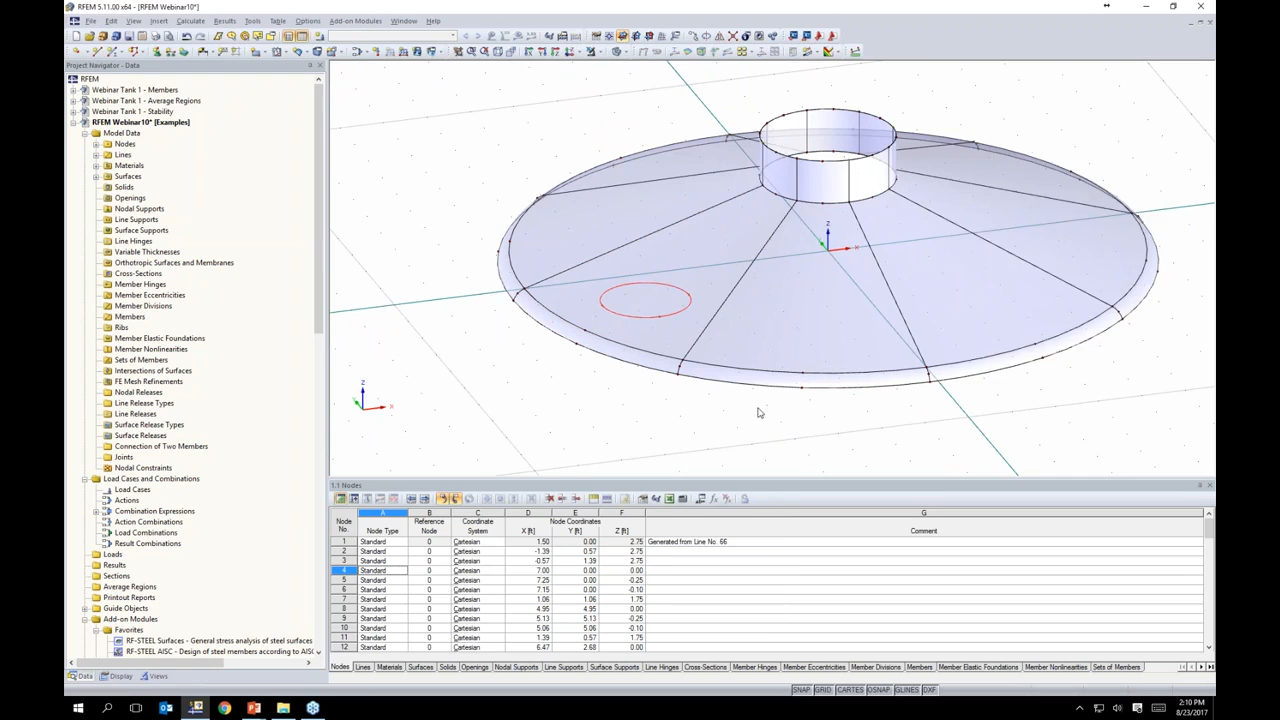 RFEM 5.11.00 x64 - [RFEM Webinar10*]
File Edit View Insert Calculate Results Tools Table Options Add-on Modules Window Help
Project Navigator - Data
RFEM
Webinar Tank 1 - Members
Webinar Tank 1 - Average Regions
Webinar Tank 1 - Stability
RFEM Webinar10* [Examples]
Model Data
Nodes
Lines
Materials
Surfaces
Solids
Openings
Nodal Supports
Line Supports
Surface Supports
Line Hinges
Variable Thicknesses
Orthotropic Surfaces and Membranes
Cross-Sections
Member Hinges
Member Eccentricities
Member Divisions
Members
Ribs
Member Elastic Foundations
Member Nonlinearities
Sets of Members
Intersections of Surfaces
FE Mesh Refinements
Nodal Releases
Line Release Types
Line Releases
Surface Release Types
Surface Releases
Connection of Two Members
Joints
Nodal Constraints
Load Cases and Combinations
Load Cases
Actions
Combination Expressions
Action Combinations
Load Combinations
Result Combinations
Loads
Results
Sections
Average Regions
Printout Reports
Guide Objects
Add-on Modules
Favorites
RF-STEEL Surfaces - General stress analysis of steel surfaces
RF-STEEL AISC - Design of steel members according to AISC
Data Display Views
Z
X
Z
X
1.1 Nodes
A B C D E F G
Node Reference Coordinate Node Coordinates
No. Node Type Node System X [ft] Y [ft] Z [ft] Comment
1 Standard 0 Cartesian 1.50 0.00 2.75 Generated from Line No. 66
2 Standard 0 Cartesian -1.39 0.57 2.75
3 Standard 0 Cartesian -0.57 1.39 2.75
4 Standard 0 Cartesian 7.00 0.00 0.00
5 Standard 0 Cartesian 7.25 0.00 -0.25
6 Standard 0 Cartesian 7.15 0.00 -0.10
7 Standard 0 Cartesian 1.06 1.06 1.75
8 Standard 0 Cartesian 4.95 4.95 0.00
9 Standard 0 Cartesian 5.13 5.13 -0.25
10 Standard 0 Cartesian 5.06 5.06 -0.10
11 Standard 0 Cartesian 1.39 0.57 1.75
12 Standard 0 Cartesian 6.47 2.68 0.00
Nodes Lines Materials Surfaces Solids Openings Nodal Supports Line Supports Surface Supports Line Hinges Cross-Sections Member Hinges Member Eccentricities Member Divisions Members Member Elastic Foundations Member Nonlinearities Sets of Members
SNAP GRID CARTES OSNAP GLINES DXF
2:10 PM
8/23/2017